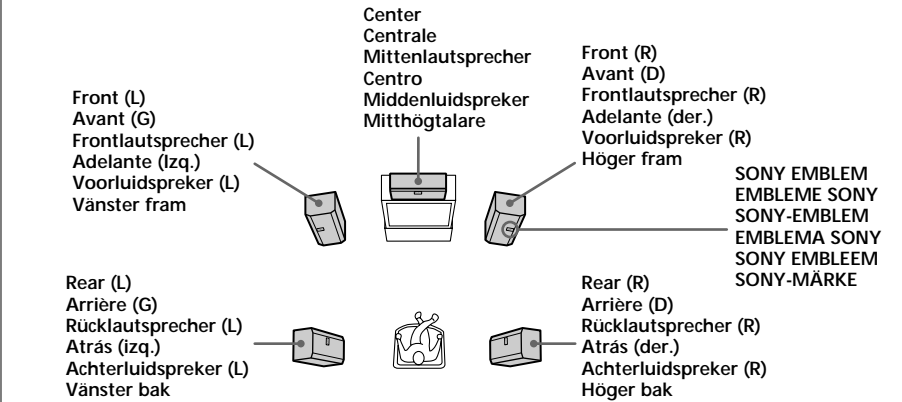 Center
Centrale
Mittenlautsprecher
Centro
Middenluidspreker
Mitthögtalare
Front (L)
Avant (G)
Frontlautsprecher (L)
Adelante (Izq.)
Voorluidspreker (L)
Vänster fram
Front (R)
Avant (D)
Frontlautsprecher (R)
Adelante (der.)
Voorluidspreker (R)
Höger fram
SONY EMBLEM
EMBLEME SONY
SONY-EMBLEM
EMBLEMA SONY
SONY EMBLEEM
SONY-MÄRKE
Rear (L)
Arrière (G)
Rücklautsprecher (L)
Atrás (izq.)
Achterluidspreker (L)
Vänster bak
Rear (R)
Arrière (D)
Rücklautsprecher (R)
Atrás (der.)
Achterluidspreker (R)
Höger bak